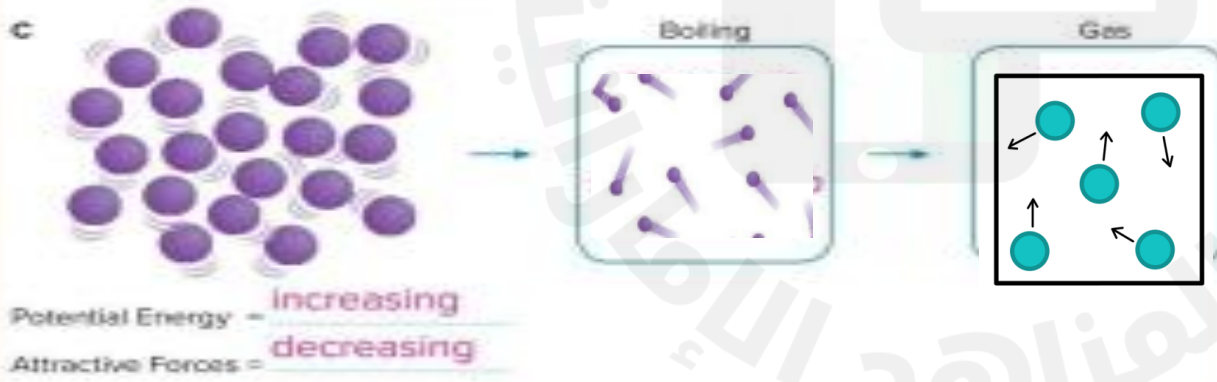 C
Boiling
Gas
Potential Energy = increasing
Attractive Forces = decreasing